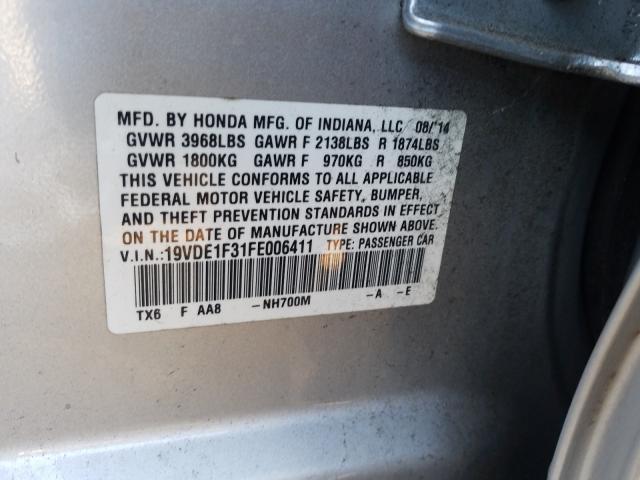 MFD. BY HONDA MFG. OF INDIANA, LLC 08/'14
GVWR 3968LBS GAWR F 2138LBS R 1874LBS
GVWR 1800KG GAWR F 970KG R 850KG
THIS VEHICLE CONFORMS TO ALL APPLICABLE
FEDERAL MOTOR VEHICLE SAFETY, BUMPER,
AND THEFT PREVENTION STANDARDS IN EFFECT
ON THE DATE OF MANUFACTURE SHOWN ABOVE.
V.I.N.:19VDE1F31FE006411 TYPE: PASSENGER CAR
TX6 F AA8 -NH700M -A -E